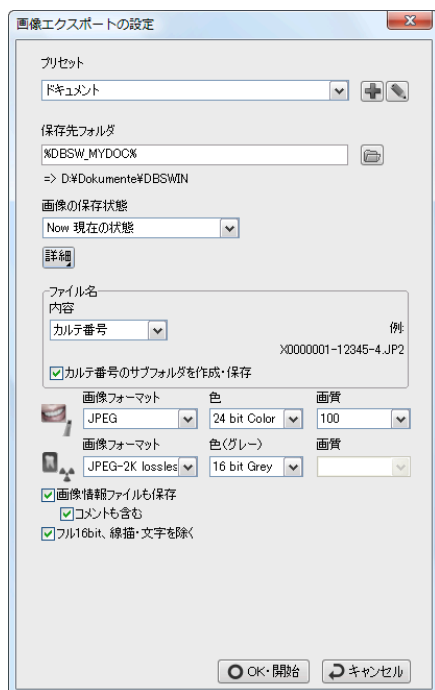 画像エクスポートの設定
プリセット
ドキュメント
保存先フォルダ
%DBSW_MYDOC%
=> D:¥Dokumente¥DBSWIN
画像の保存状態
Now 現在の状態
詳細
ファイル名
内容
カルテ番号
例:
X0000001-12345-4.JP2
カルテ番号のサブフォルダを作成・保存
画像フォーマット 色 画質
JPEG 24 bit Color 100
画像フォーマット 色(グレー) 画質
JPEG-2K lossles 16 bit Grey
画像情報ファイルも保存
コメントも含む
フル16bit、線描・文字を除く
OK・開始 キャンセル